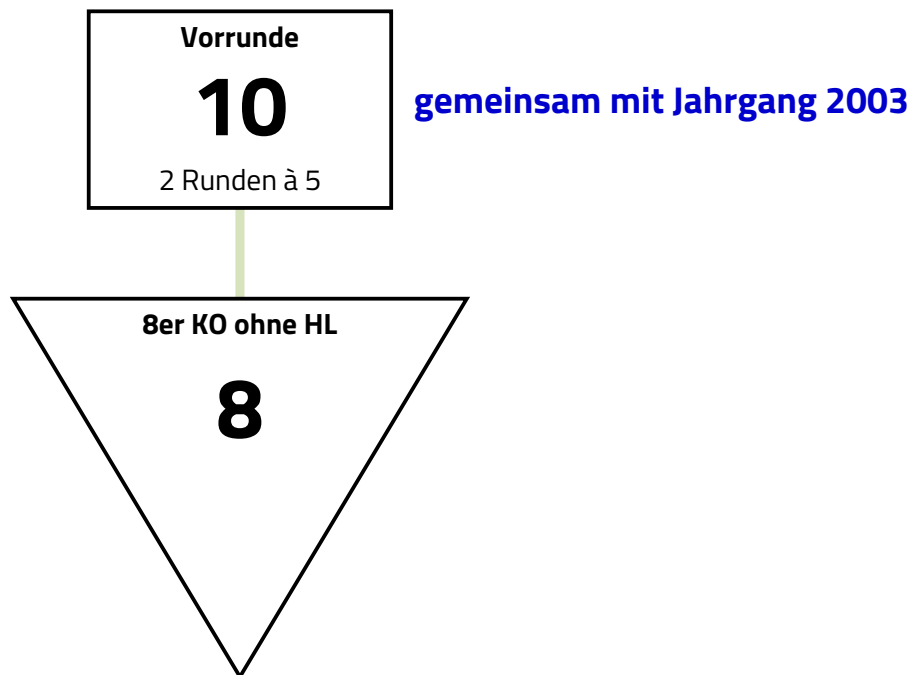 Vorrunde
10
gemeinsam mit Jahrgang 2003
2 Runden à 5
8er KO ohne HL
8